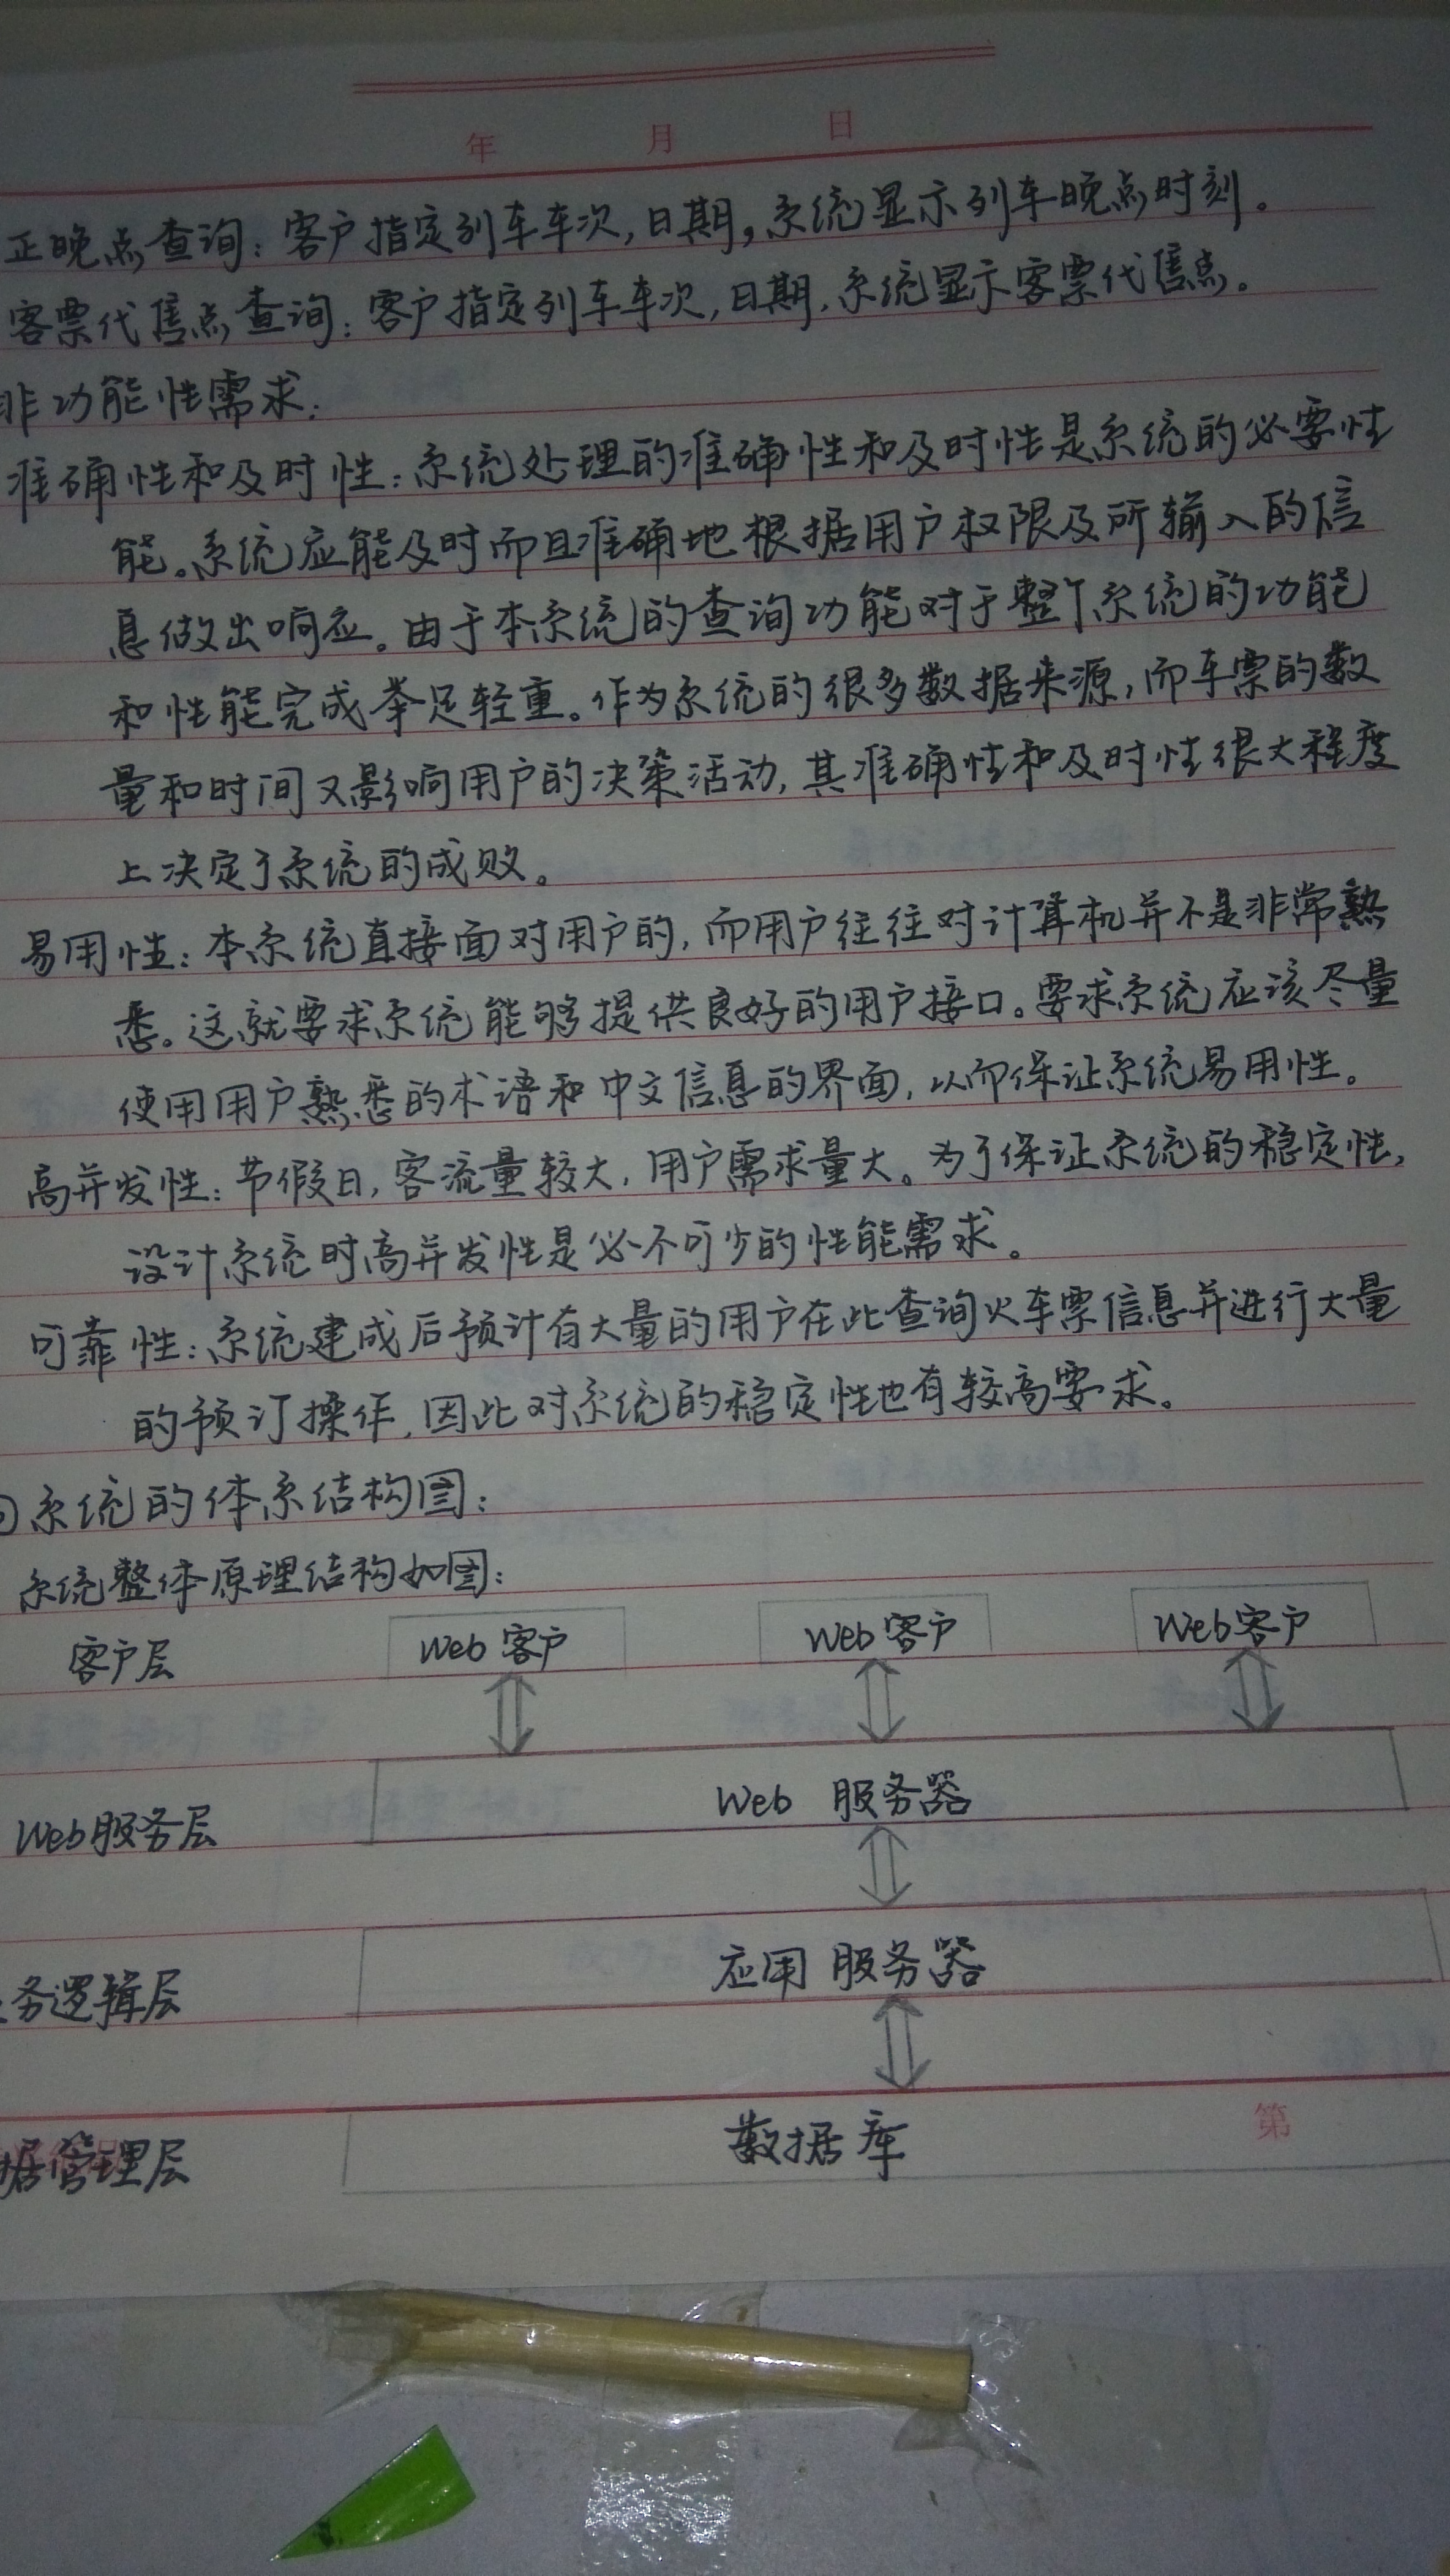 年 月 日
正晚点查询：客户指定列车车次，日期，系统显示列车晚点时刻。
客票代售点查询：客户指定列车车次，日期，系统显示客票代售点。
非功能性需求：
准确性和及时性：系统处理的准确性和及时性是系统的必要性
能。系统应能及时而且准确地根据用户权限及所输入的信
息做出响应。由于本系统的查询功能对于整个系统的功能
和性能完成举足轻重。作为系统的很多数据来源，而车票的数
量和时间又影响用户的决策活动，其准确性和及时性很大程度
上决定了系统的成败。
易用性：本系统直接面对用户的，而用户往往对计算机并不是非常熟
悉。这就要求系统能够提供良好的用户接口。要求系统应该尽量
使用用户熟悉的术语和中文信息的界面，以而保证系统易用性。
高并发性：节假日，客流量较大，用户需求量大。为了保证系统的稳定性，
设计系统时高并发性是必不可少的性能需求。
可靠性：系统建成后预计有大量的用户在此查询火车票信息并进行大量
的预订操作，因此对系统的稳定性也有较高要求。
系统的体系结构图：
系统整体原理结构如图：
客户层 Web客户 Web客户 Web客户
Web服务层 Web 服务器
务逻辑层 应用服务器
据管理层 数据库 第